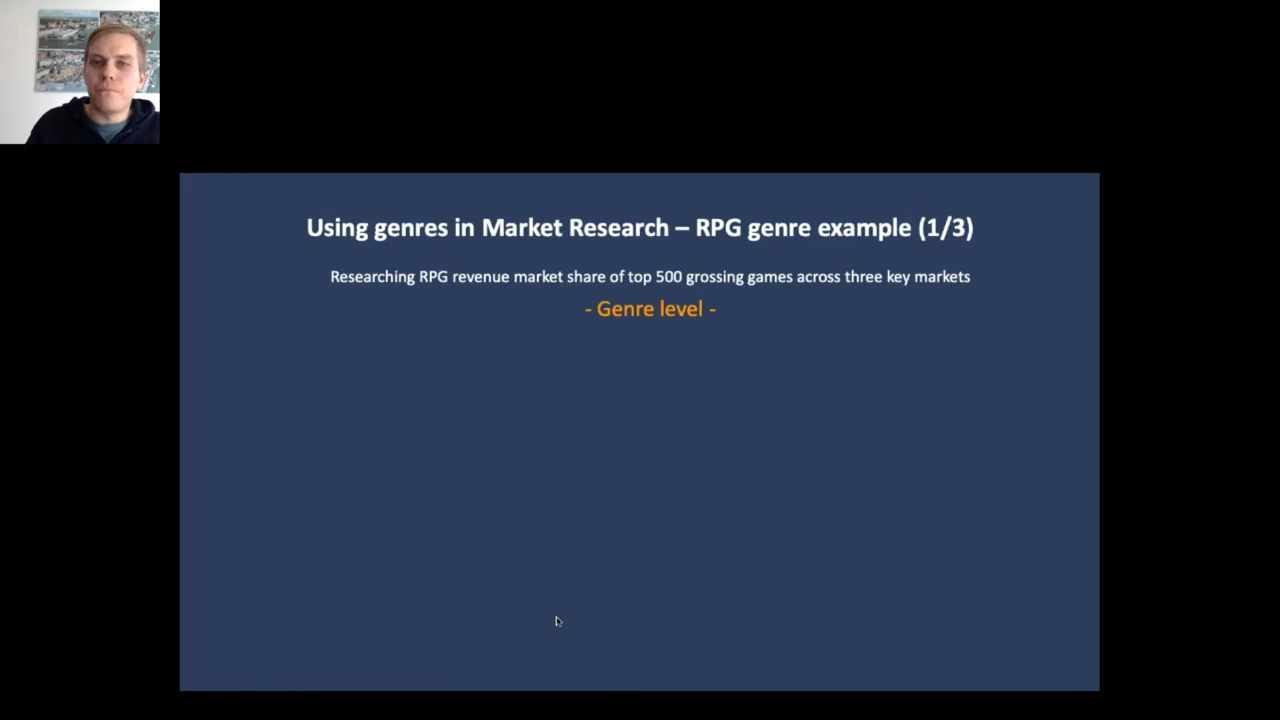 Using genres in Market Research – RPG genre example (1/3)
Researching RPG revenue market share of top 500 grossing games across three key markets
- Genre level -